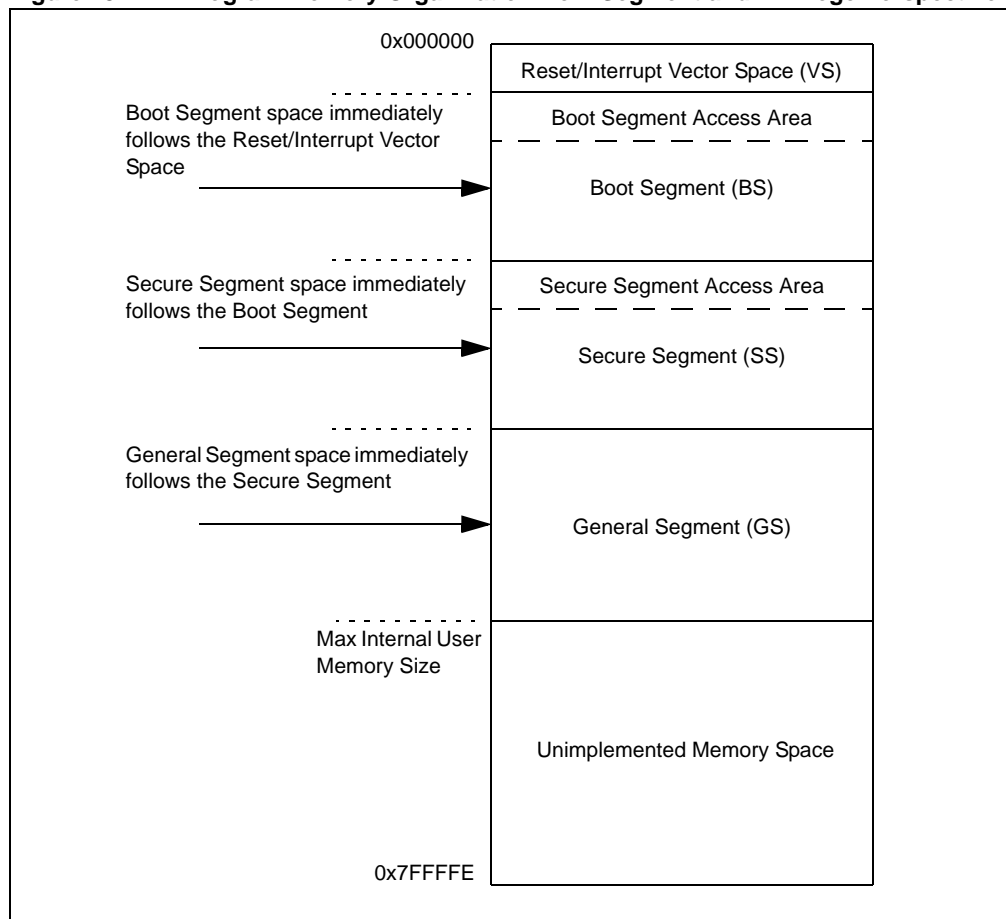 0x000000
Reset/Interrupt Vector Space (VS)
Boot Segment space immediately
follows the Reset/Interrupt Vector
Space
Boot Segment Access Area
Boot Segment (BS)
Secure Segment space immediately
follows the Boot Segment
Secure Segment Access Area
Secure Segment (SS)
General Segment space immediately
follows the Secure Segment
General Segment (GS)
Max Internal User
Memory Size
Unimplemented Memory Space
0x7FFFFE